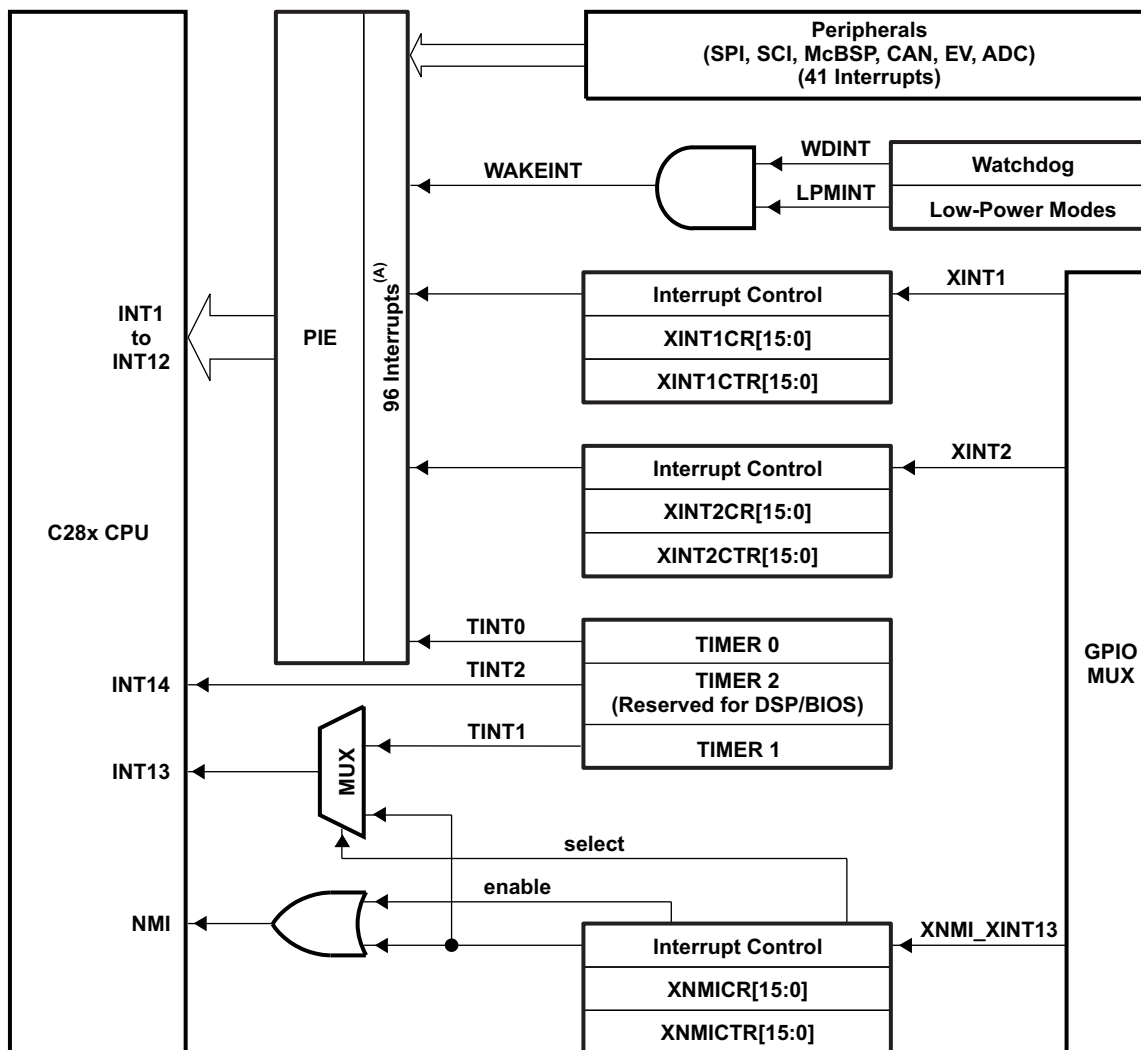 Peripherals
(SPI, SCI, McBSP, CAN, EV, ADC)
(41 Interrupts)
WDINT
Watchdog
WAKEINT
LPMINT
Low-Power Modes
INT1
to
INT12
PIE
96 Interrupts(A)
Interrupt Control
XINT1
XINT1CR[15:0]
XINT1CTR[15:0]
Interrupt Control
XINT2
XINT2CR[15:0]
XINT2CTR[15:0]
C28x CPU
TINT0
TIMER 0
GPIO
MUX
INT14
TINT2
TIMER 2
(Reserved for DSP/BIOS)
TINT1
TIMER 1
INT13
MUX
select
enable
NMI
Interrupt Control
XNMI_XINT13
XNMICR[15:0]
XNMICTR[15:0]